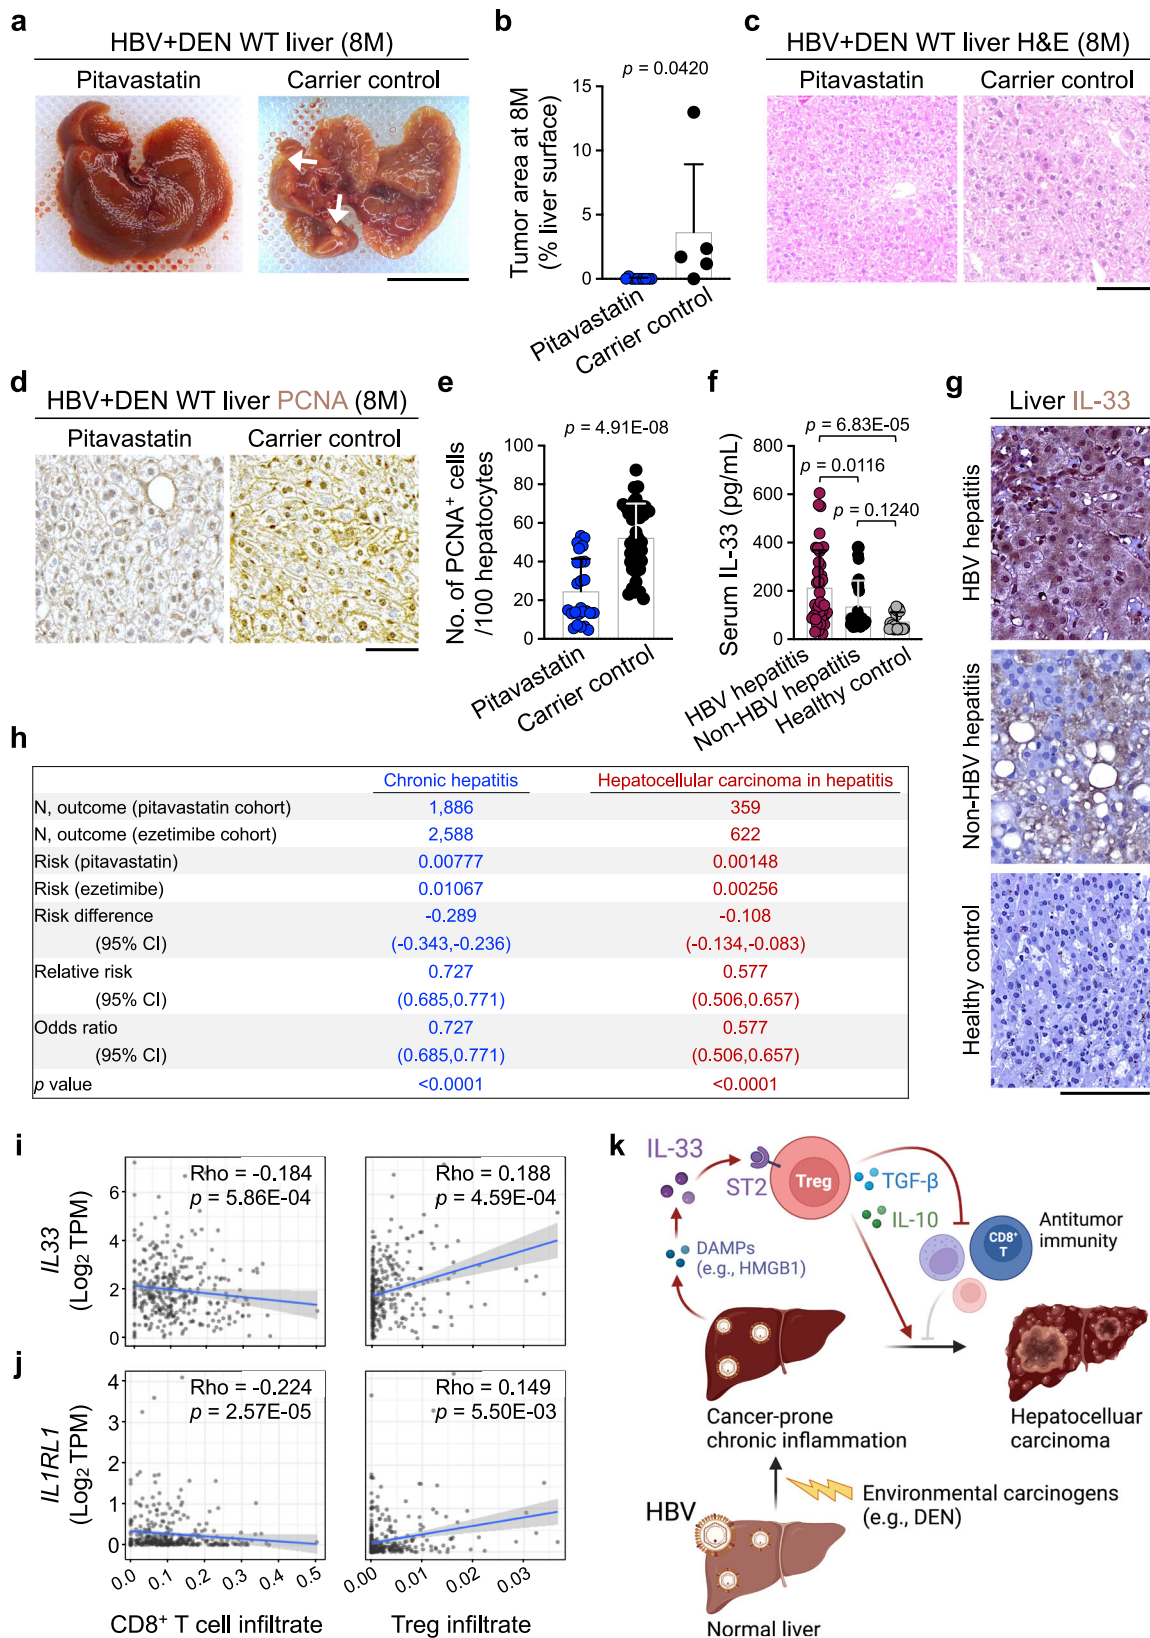 a
HBV+DEN WT liver (8M)
Pitavastatin
Carrier control
b
p = 0.0420
Tumor area at 8M
(% liver surface)
15
10
5
0
Pitavastatin
Carrier control
c
HBV+DEN WT liver H&E (8M)
Pitavastatin
Carrier control
d
HBV+DEN WT liver PCNA (8M)
Pitavastatin
Carrier control
e
p = 4.91E-08
No. of PCNA⁺ cells
/100 hepatocytes
100
80
60
40
20
0
Pitavastatin
Carrier control
f
p = 6.83E-05
p = 0.0116
p = 0.1240
Serum IL-33 (pg/mL)
800
600
400
200
0
HBV hepatitis
Non-HBV hepatitis
Healthy control
g
Liver IL-33
HBV hepatitis
Non-HBV hepatitis
Healthy control
h
Chronic hepatitis Hepatocellular carcinoma in hepatitis
N, outcome (pitavastatin cohort) 1,886 359
N, outcome (ezetimibe cohort) 2,588 622
Risk (pitavastatin) 0.00777 0.00148
Risk (ezetimibe) 0.01067 0.00256
Risk difference -0.289 -0.108
(95% CI) (-0.343,-0.236) (-0.134,-0.083)
Relative risk 0.727 0.577
(95% CI) (0.685,0.771) (0.506,0.657)
Odds ratio 0.727 0.577
(95% CI) (0.685,0.771) (0.506,0.657)
p value <0.0001 <0.0001
i
IL33
(Log₂ TPM)
6
4
2
0
Rho = -0.184
p = 5.86E-04
Rho = 0.188
p = 4.59E-04
j
IL1RL1
(Log₂ TPM)
4
3
2
1
0
Rho = -0.224
p = 2.57E-05
Rho = 0.149
p = 5.50E-03
0.0 0.1 0.2 0.3 0.4 0.5
0.00 0.01 0.02 0.03
CD8⁺ T cell infiltrate
Treg infiltrate
k
IL-33
ST2
Treg
TGF-β
IL-10
CD8⁺
T
Antitumor
immunity
DAMPs
(e.g., HMGB1)
Cancer-prone
chronic inflammation
Hepatocelluar
carcinoma
HBV
Environmental carcinogens
(e.g., DEN)
Normal liver